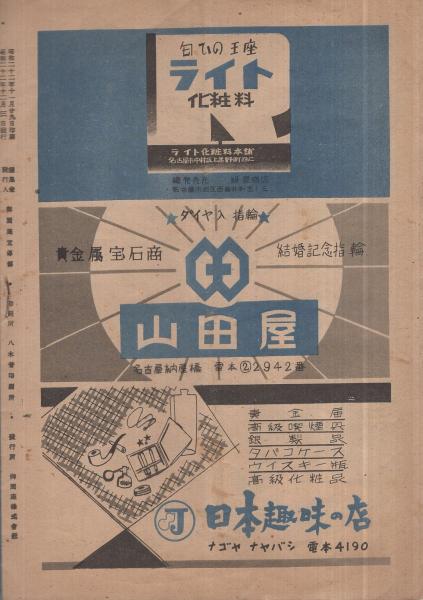 匂ひの王座
ライト
化粧料
ライト化粧料本舗
ダイヤ入指輪
貴金属宝石商
結婚記念指輪
山田屋
名古屋納屋橋 電本②2942番
貴金属
高級喫煙具
銀製品
タバコケース
ウイスキー瓶
高級化粧品
J 日本趣味の店
ナゴヤ ナヤバシ 電本4190